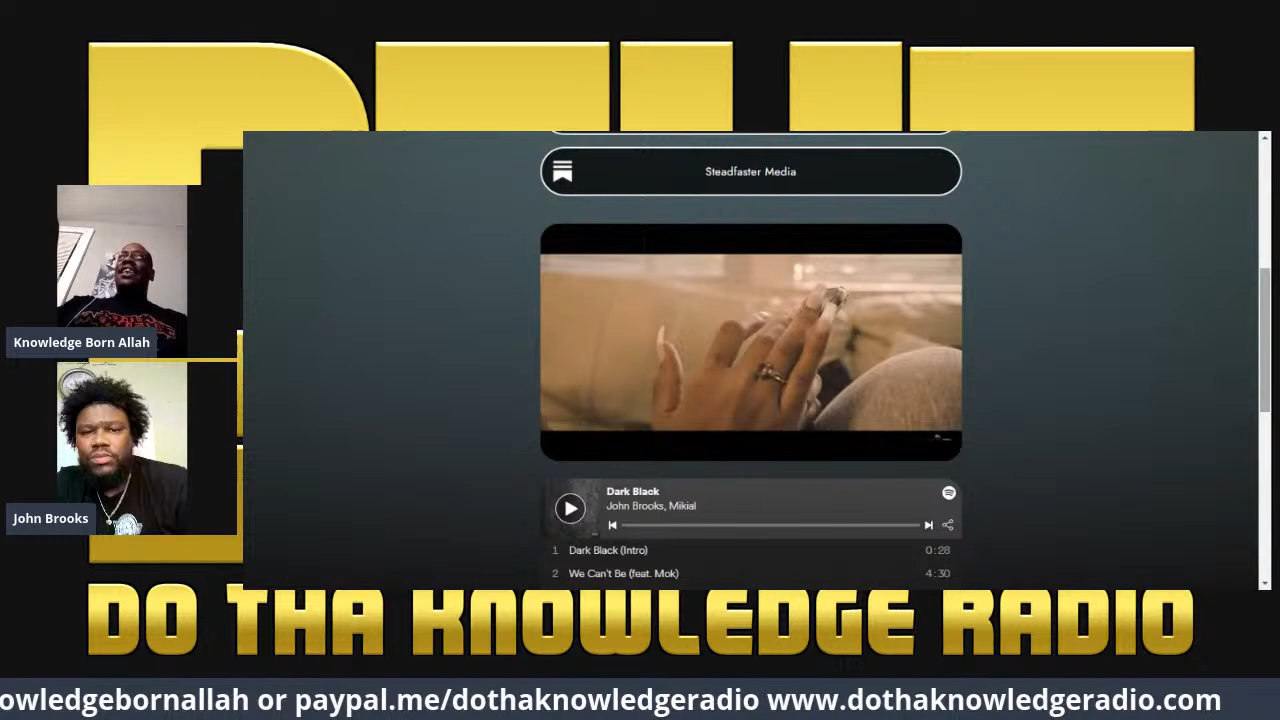 Steadfaster Media
Knowledge Born Allah
John Brooks
Dark Black
John Brooks, Mikial
1 Dark Black (Intro) 0:28
2 We Can't Be (feat. Mok) 4:30
DO THA KNOWLEDGE RADIO
owledgebornallah or paypal.me/dothaknowledgeradio www.dothaknowledgeradio.com